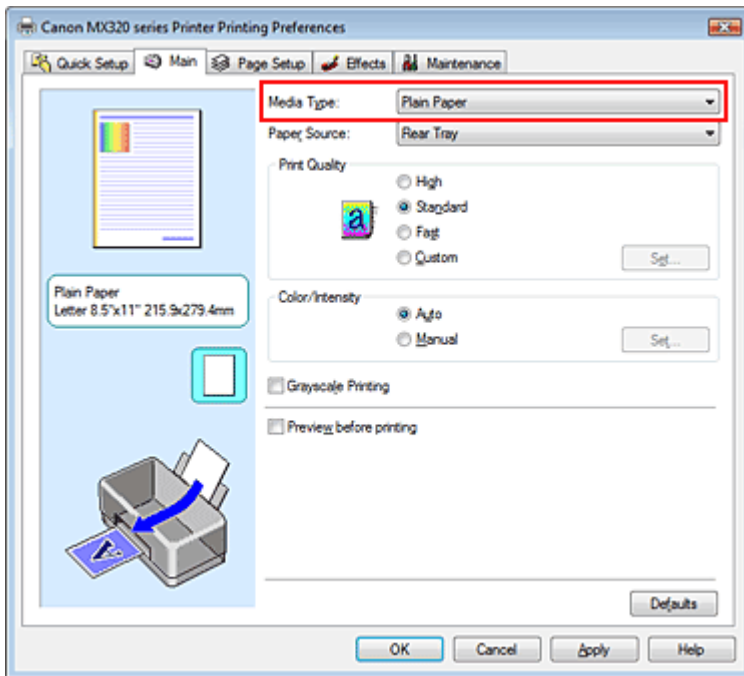 Canon MX320 series Printer Printing Preferences
Quick Setup Main Page Setup Effects Maintenance
Media Type: Plain Paper
Paper Source: Rear Tray
Print Quality
High
a Standard
Fast
Custom Set...
Plain Paper
Letter 8.5"x11" 215.9x279.4mm
Color/Intensity
Auto
Manual Set...
Grayscale Printing
Preview before printing
A
Defaults
OK Cancel Apply Help